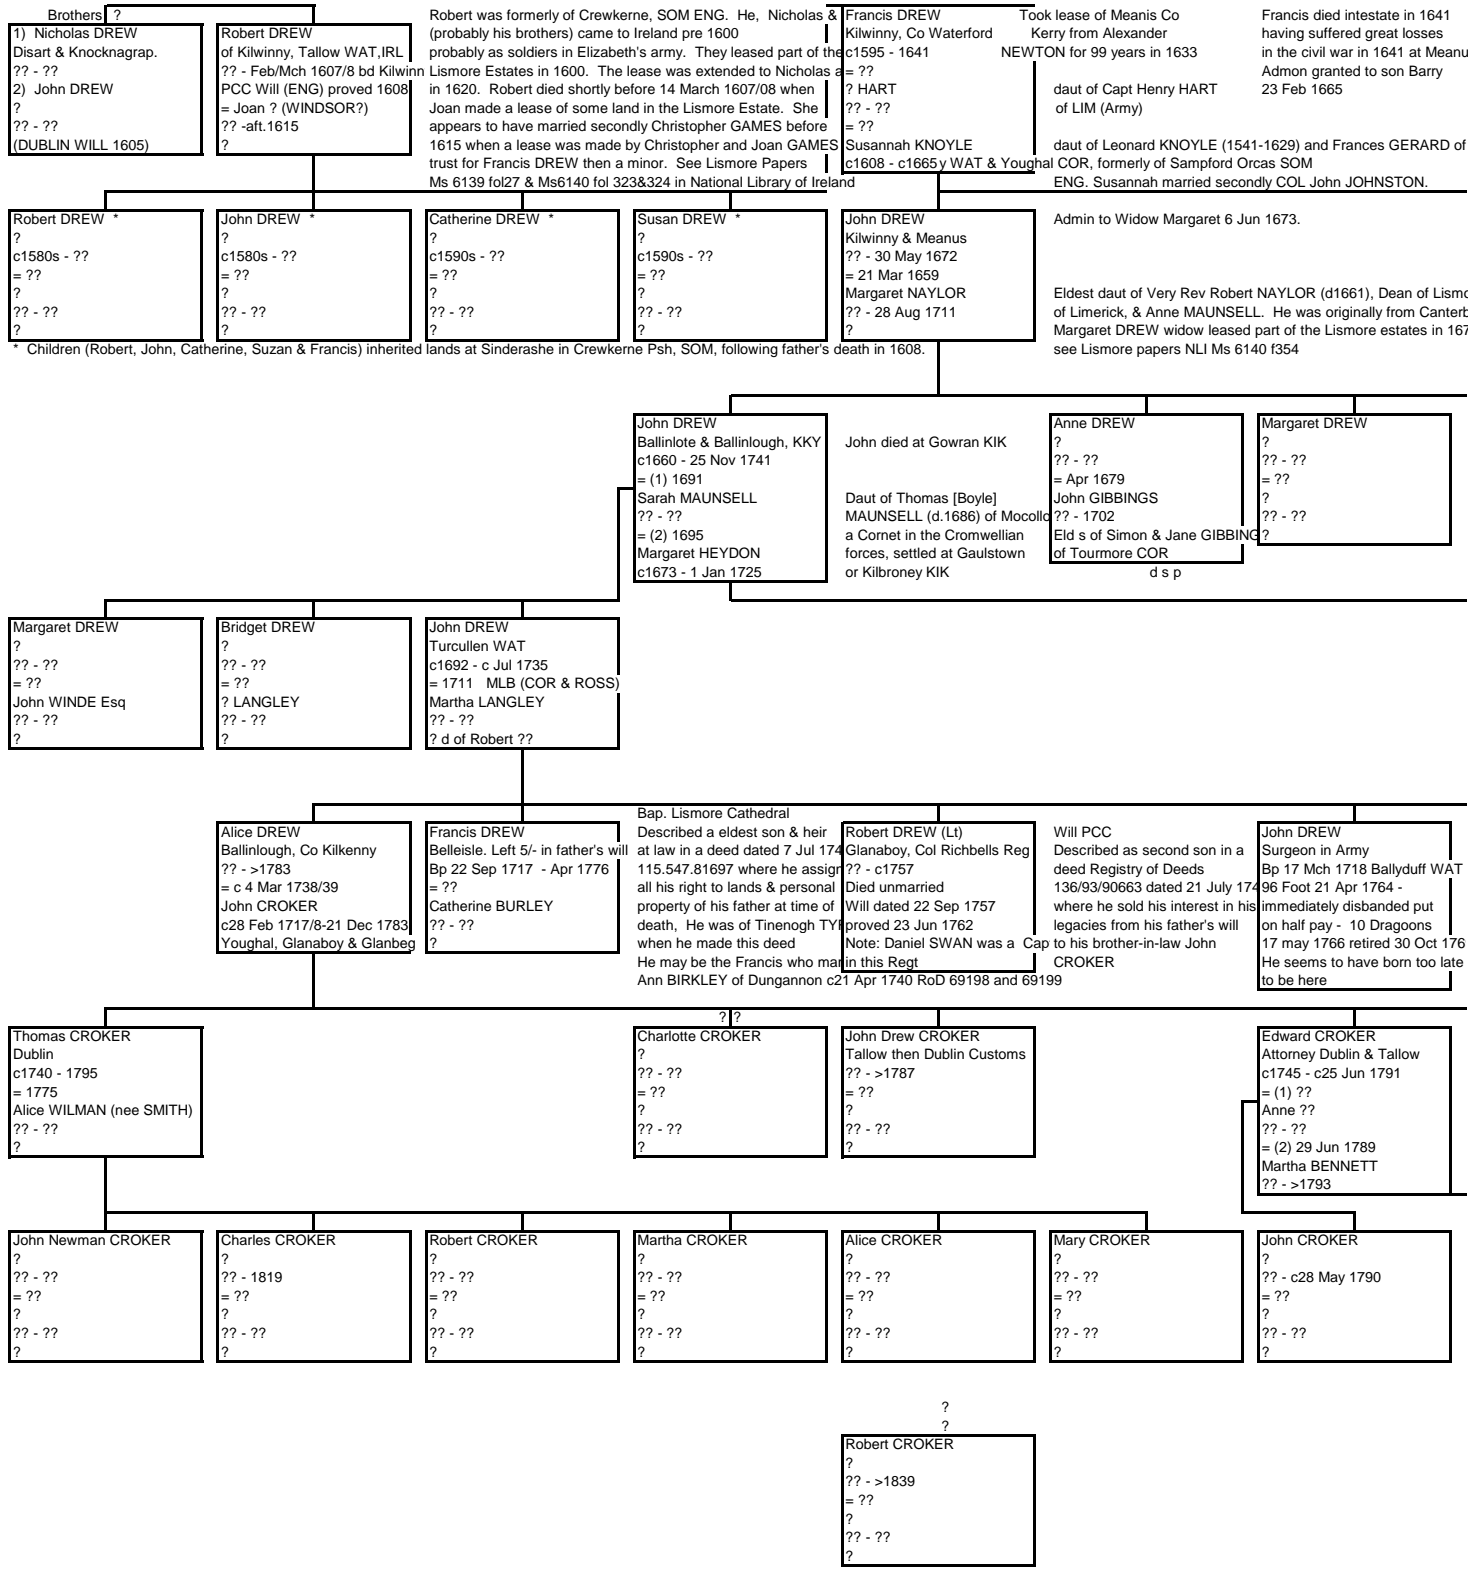 Brothers ?
1) Nicholas DREW
Disart & Knocknagrap.
?? - ??
2) John DREW
?
?? - ??
(DUBLIN WILL 1605)
Robert DREW
of Kilwinny, Tallow WAT,IRL
?? - Feb/Mch 1607/8 bd Kilwinn
PCC Will (ENG) proved 1608
= Joan ? (WINDSOR?)
?? -aft.1615
?
Robert was formerly of Crewkerne, SOM ENG. He, Nicholas &
(probably his brothers) came to Ireland pre 1600
probably as soldiers in Elizabeth's army. They leased part of the
Lismore Estates in 1600. The lease was extended to Nicholas a
in 1620. Robert died shortly before 14 March 1607/08 when
Joan made a lease of some land in the Lismore Estate. She
appears to have married secondly Christopher GAMES before
1615 when a lease was made by Christopher and Joan GAMES
trust for Francis DREW then a minor. See Lismore Papers
Ms 6139 fol27 & Ms6140 fol 323&324 in National Library of Ireland
Francis DREW
Kilwinny, Co Waterford
c1595 - 1641
= ??
? HART
?? - ??
= ??
Susannah KNOYLE
c1608 - c1665
y WAT & Youghal COR, formerly of Sampford Orcas SOM
Took lease of Meanis Co
Kerry from Alexander
NEWTON for 99 years in 1633
daut of Capt Henry HART
of LIM (Army)
daut of Leonard KNOYLE (1541-1629) and Frances GERARD of
ENG. Susannah married secondly COL John JOHNSTON.
Francis died intestate in 1641
having suffered great losses
in the civil war in 1641 at Meanu
Admon granted to son Barry
23 Feb 1665
Robert DREW *
?
c1580s - ??
= ??
?
?? - ??
?
John DREW *
?
c1580s - ??
= ??
?
?? - ??
?
Catherine DREW *
?
c1590s - ??
= ??
?
?? - ??
?
Susan DREW *
?
c1590s - ??
= ??
?
?? - ??
?
John DREW
Kilwinny & Meanus
?? - 30 May 1672
= 21 Mar 1659
Margaret NAYLOR
?? - 28 Aug 1711
?
Admin to Widow Margaret 6 Jun 1673.
Eldest daut of Very Rev Robert NAYLOR (d1661), Dean of Lismo
of Limerick, & Anne MAUNSELL. He was originally from Canterb
Margaret DREW widow leased part of the Lismore estates in 167
see Lismore papers NLI Ms 6140 f354
* Children (Robert, John, Catherine, Suzan & Francis) inherited lands at Sinderashe in Crewkerne Psh, SOM, following father's death in 1608.
John DREW
Ballinlote & Ballinlough, KKY
c1660 - 25 Nov 1741
= (1) 1691
Sarah MAUNSELL
?? - ??
= (2) 1695
Margaret HEYDON
c1673 - 1 Jan 1725
John died at Gowran KIK
Daut of Thomas [Boyle]
MAUNSELL (d.1686) of Mocollo
a Cornet in the Cromwellian
forces, settled at Gaulstown
or Kilbroney KIK
Anne DREW
?
?? - ??
= Apr 1679
John GIBBINGS
?? - 1702
Eld s of Simon & Jane GIBBING
of Tourmore COR
d s p
Margaret DREW
?
?? - ??
= ??
?
?? - ??
?
Margaret DREW
?
?? - ??
= ??
John WINDE Esq
?? - ??
?
Bridget DREW
?
?? - ??
= ??
? LANGLEY
?? - ??
?
John DREW
Turcullen WAT
c1692 - c Jul 1735
= 1711 MLB (COR & ROSS)
Martha LANGLEY
?? - ??
? d of Robert ??
Alice DREW
Ballinlough, Co Kilkenny
?? - >1783
= c 4 Mar 1738/39
John CROKER
c28 Feb 1717/8-21 Dec 1783
Youghal, Glanaboy & Glanbeg
Francis DREW
Belleisle. Left 5/- in father's will
Bp 22 Sep 1717 - Apr 1776
= ??
Catherine BURLEY
?? - ??
?
Bap. Lismore Cathedral
Described a eldest son & heir
at law in a deed dated 7 Jul 174
115.547.81697 where he assign
all his right to lands & personal
property of his father at time of
death, He was of Tinenogh TYF
when he made this deed
He may be the Francis who mar
Ann BIRKLEY of Dungannon c21 Apr 1740 RoD 69198 and 69199
Robert DREW (Lt)
Glanaboy, Col Richbells Reg
?? - c1757
Died unmarried
Will dated 22 Sep 1757
proved 23 Jun 1762
Note: Daniel SWAN was a Cap
in this Regt
Will PCC
Described as second son in a
deed Registry of Deeds
136/93/90663 dated 21 July 174
where he sold his interest in his
legacies from his father's will
to his brother-in-law John
CROKER
John DREW
Surgeon in Army
Bp 17 Mch 1718 Ballyduff WAT
96 Foot 21 Apr 1764 -
immediately disbanded put
on half pay - 10 Dragoons
17 may 1766 retired 30 Oct 176
He seems to have born too late
to be here
Thomas CROKER
Dublin
c1740 - 1795
= 1775
Alice WILMAN (nee SMITH)
?? - ??
?
? ?
Charlotte CROKER
?
?? - ??
= ??
?
?? - ??
?
John Drew CROKER
Tallow then Dublin Customs
?? - >1787
= ??
?
?? - ??
?
Edward CROKER
Attorney Dublin & Tallow
c1745 - c25 Jun 1791
= (1) ??
Anne ??
?? - ??
= (2) 29 Jun 1789
Martha BENNETT
?? - >1793
John Newman CROKER
?
?? - ??
= ??
?
?? - ??
?
Charles CROKER
?
?? - 1819
= ??
?
?? - ??
?
Robert CROKER
?
?? - ??
= ??
?
?? - ??
?
Martha CROKER
?
?? - ??
= ??
?
?? - ??
?
Alice CROKER
?
?? - ??
= ??
?
?? - ??
?
Mary CROKER
?
?? - ??
= ??
?
?? - ??
?
John CROKER
?
?? - c28 May 1790
= ??
?
?? - ??
?
?
?
Robert CROKER
?
?? - >1839
= ??
?
?? - ??
?